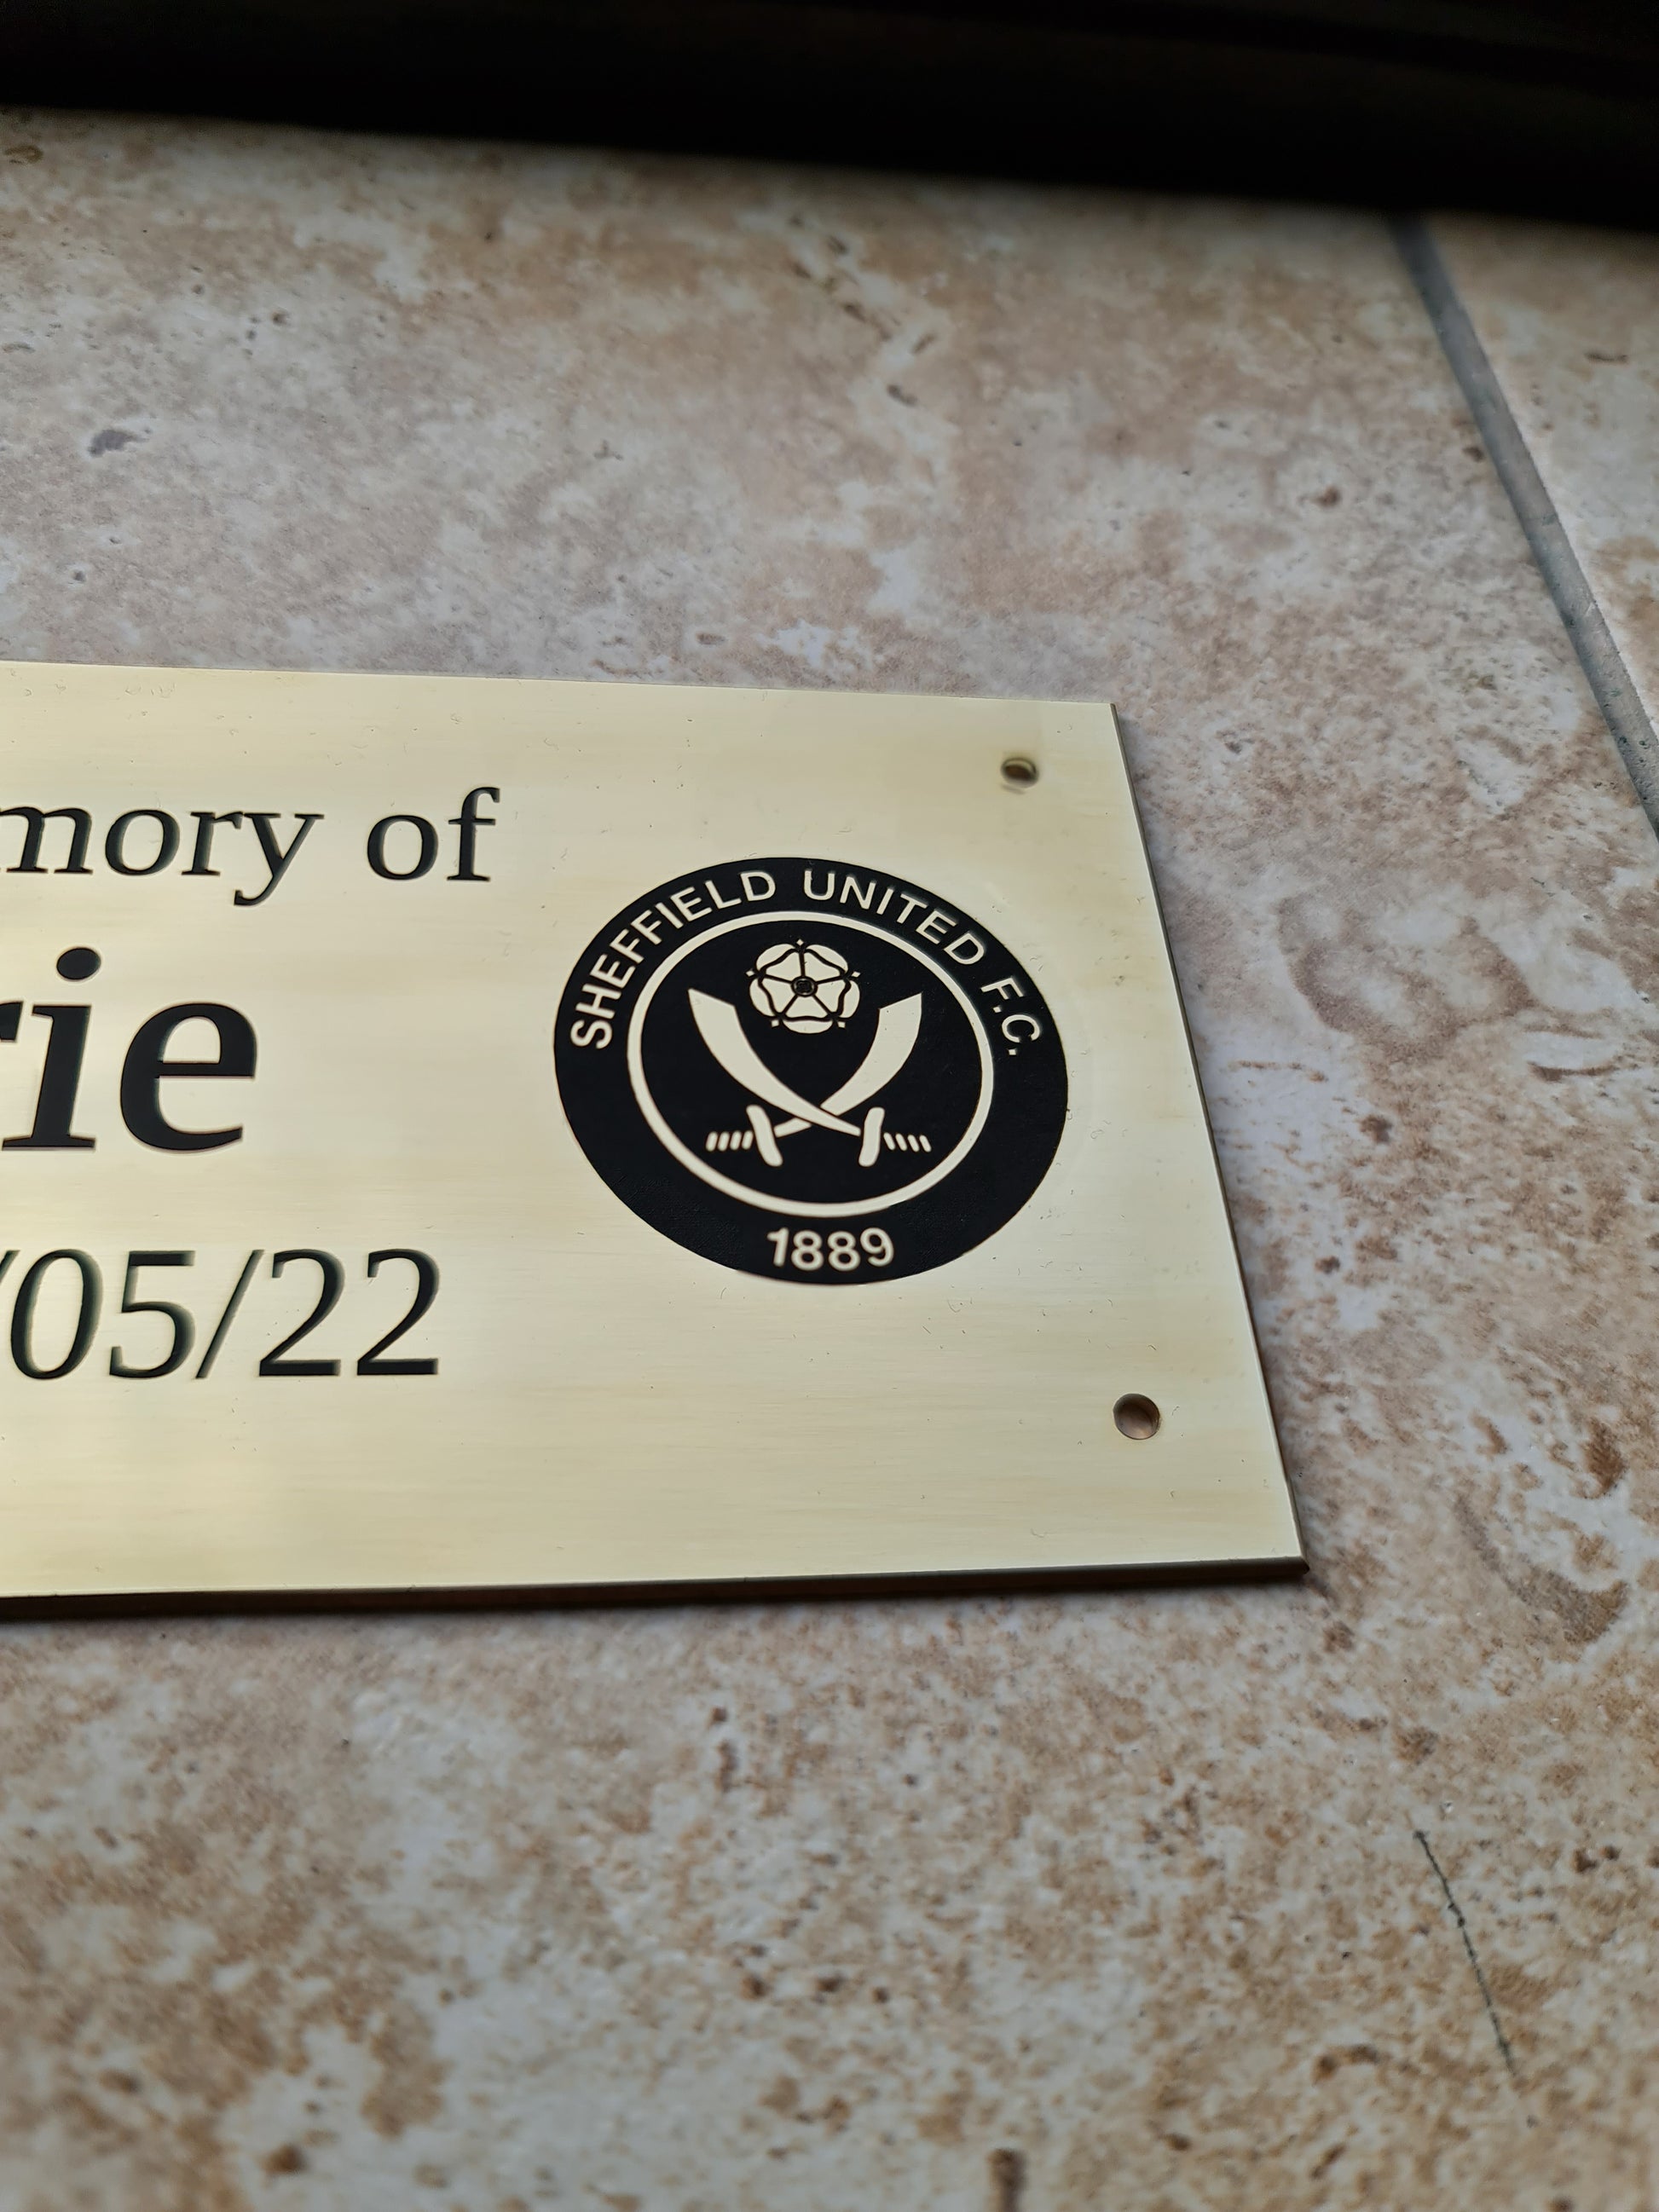 mory of
rie
/05/22
SHEFFIELD UNITED F.C.
1889